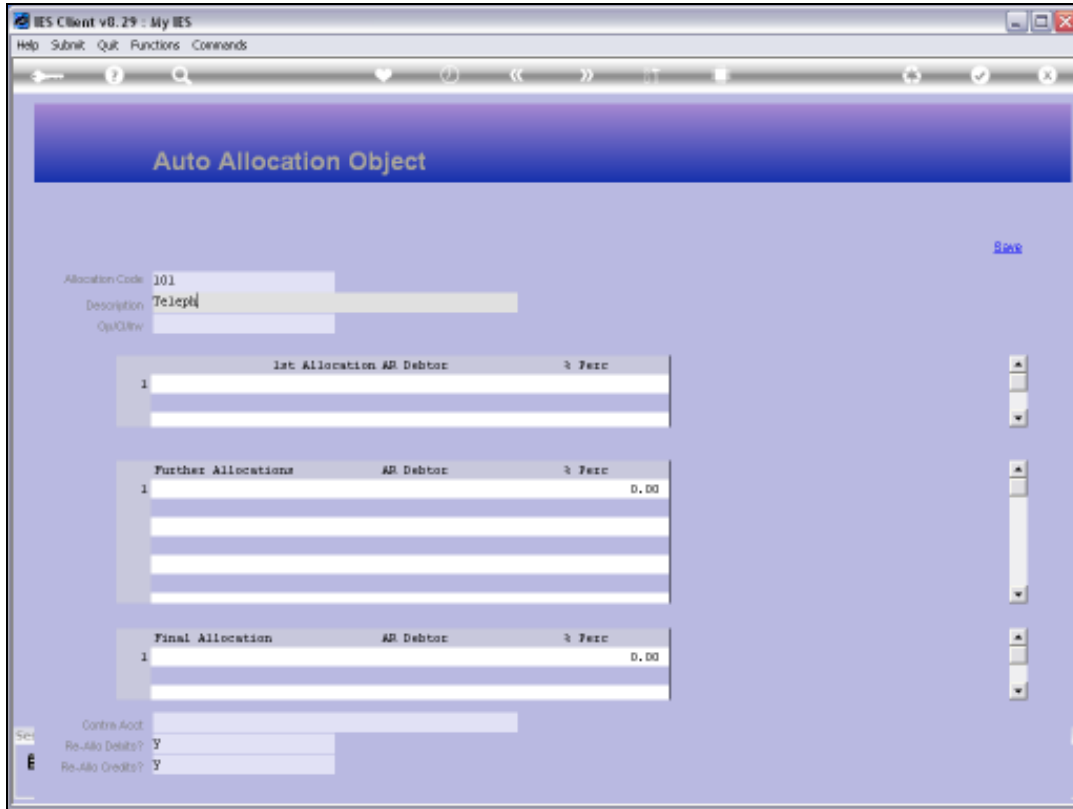 IES Client v8.29 : My IES
Help Submit Quit Functions Commands
Auto Allocation Object
Save
Allocation Code 101
Description Teleph
Op/Cl/Inv
1st Allocation AR Debtor % Perc
1
Further Allocations AR Debtor % Perc
1 0.00
Final Allocation AR Debtor % Perc
1 0.00
Contra Acct
Re-Allo Debits? Y
Re-Allo Credits? Y